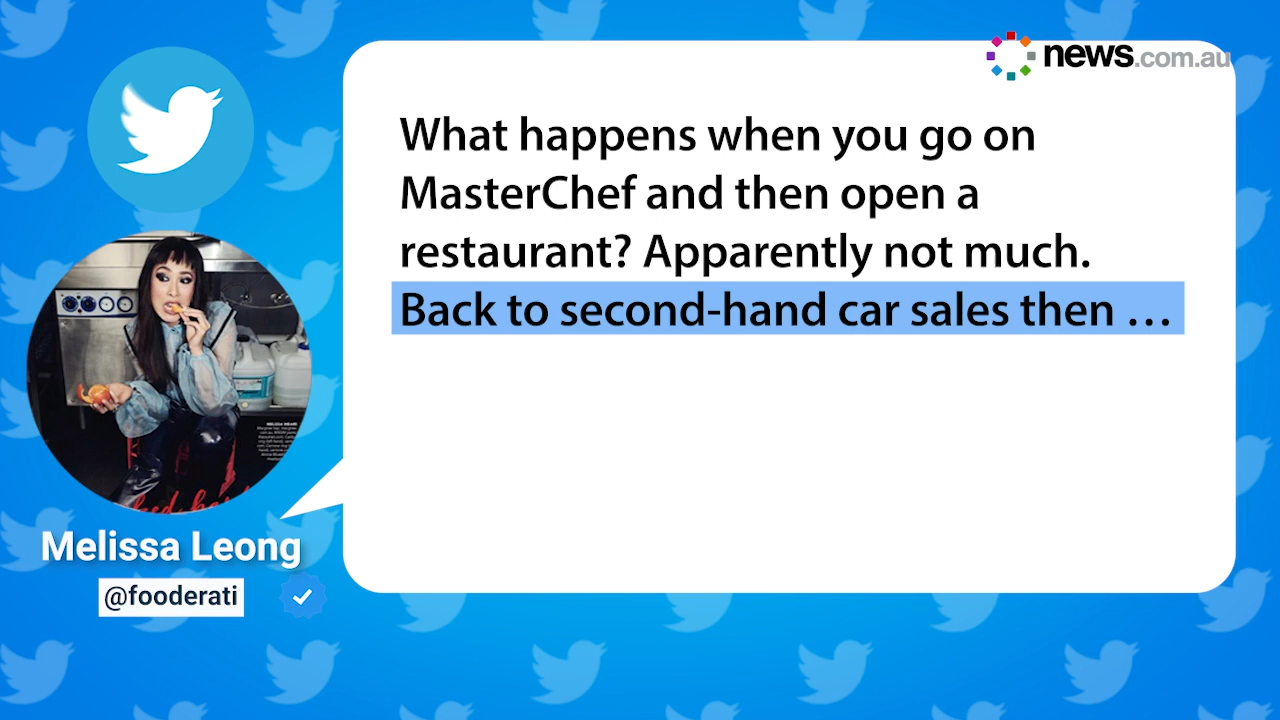 news.com.au
What happens when you go on
MasterChef and then open a
restaurant? Apparently not much.
Back to second-hand car sales then …
Melissa Leong
@fooderati